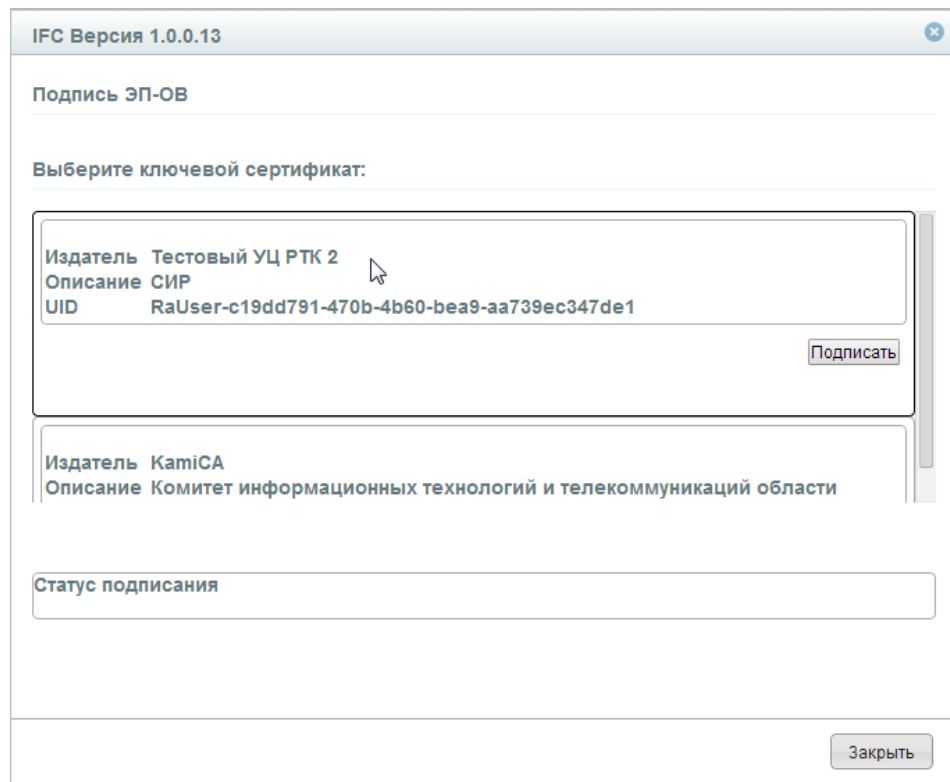 IFC Версия 1.0.0.13
Подпись ЭП-ОВ
Выберите ключевой сертификат:
Издатель Тестовый УЦ РТК 2
Описание СИР
UID RaUser-c19dd791-470b-4b60-bea9-aa739ec347de1
Подписать
Издатель KamiCA
Описание Комитет информационных технологий и телекоммуникаций области
Статус подписания
Закрыть